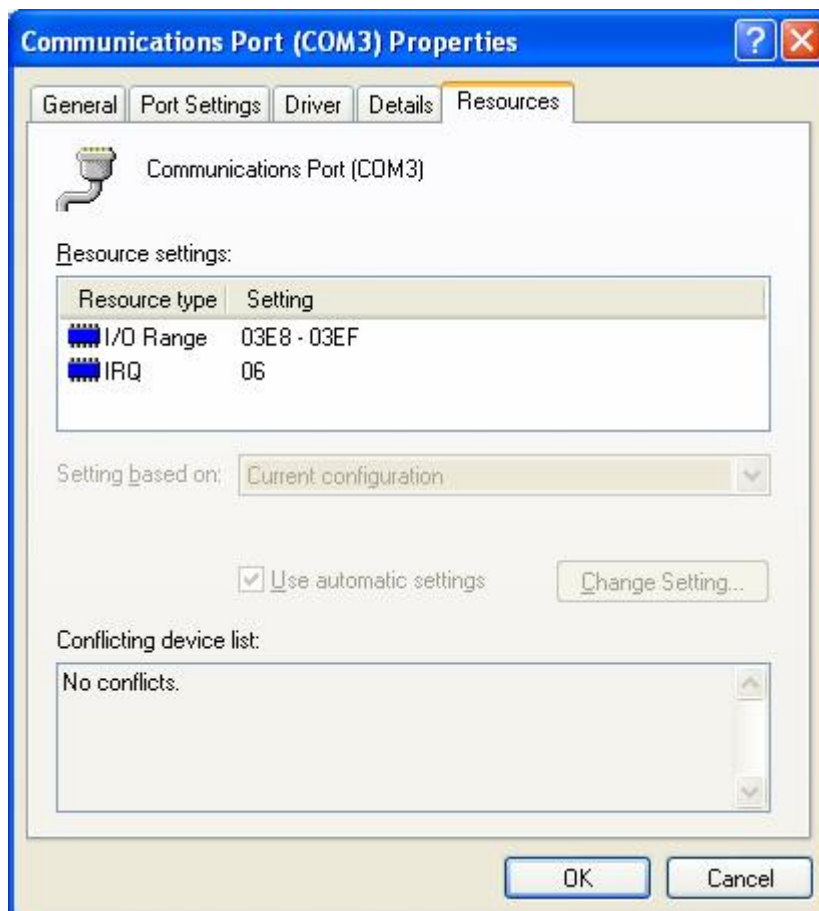 Communications Port (COM3) Properties
General Port Settings Driver Details Resources
Communications Port (COM3)
Resource settings:
Resource type Setting
I/O Range 03E8 - 03EF
IRQ 06
Setting based on: Current configuration
Use automatic settings Change Setting...
Conflicting device list:
No conflicts.
OK Cancel